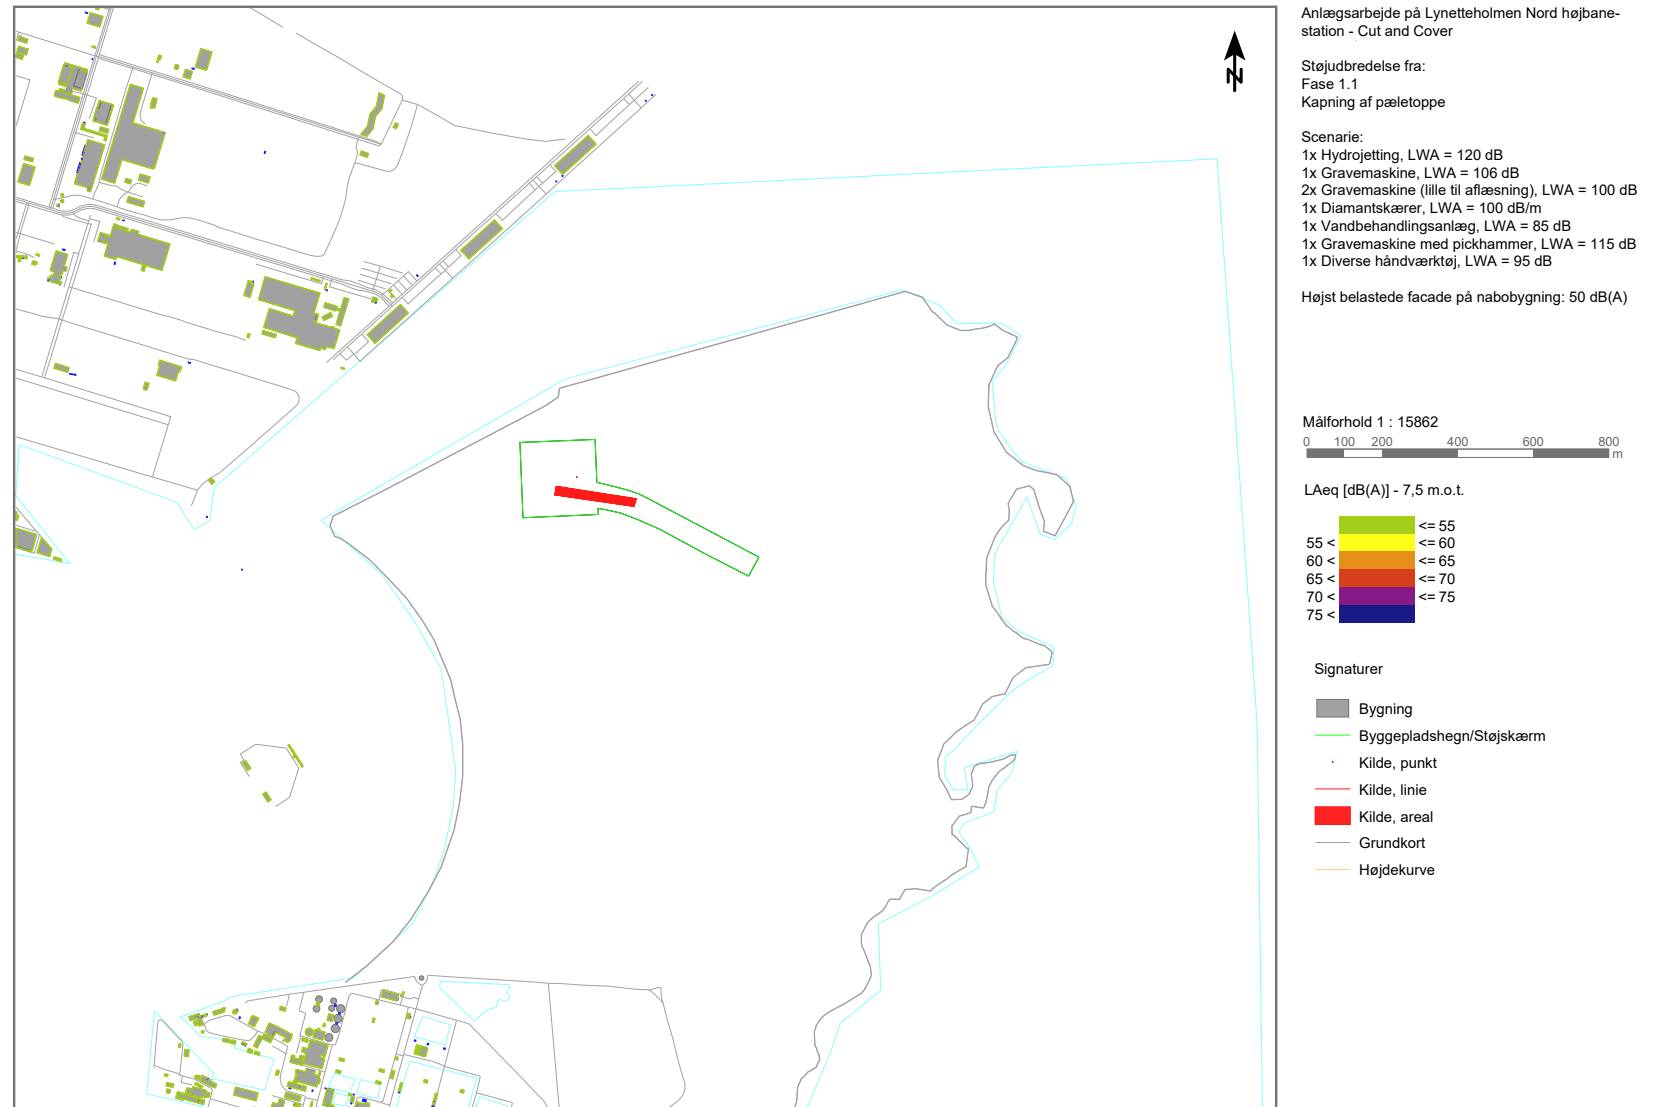 Anlægsarbejde på Lynetteholmen Nord højbane-
station - Cut and Cover
Støjudbredelse fra:
Fase 1.1
Kapning af pæletoppe
Scenarie:
1x Hydrojetting, LWA = 120 dB
1x Gravemaskine, LWA = 106 dB
2x Gravemaskine (lille til aflæsning), LWA = 100 dB
1x Diamantskærer, LWA = 100 dB/m
1x Vandbehandlingsanlæg, LWA = 85 dB
1x Gravemaskine med pickhammer, LWA = 115 dB
1x Diverse håndværktøj, LWA = 95 dB
Højst belastede facade på nabobygning: 50 dB(A)
N
Målforhold 1 : 15862
0 100 200 400 600 800
m
LAeq [dB(A)] - 7,5 m.o.t.
<= 55
55 < <= 60
60 < <= 65
65 < <= 70
70 < <= 75
75 <
Signaturer
Bygning
Byggepladshegn/Støjskærm
Kilde, punkt
Kilde, linie
Kilde, areal
Grundkort
Højdekurve